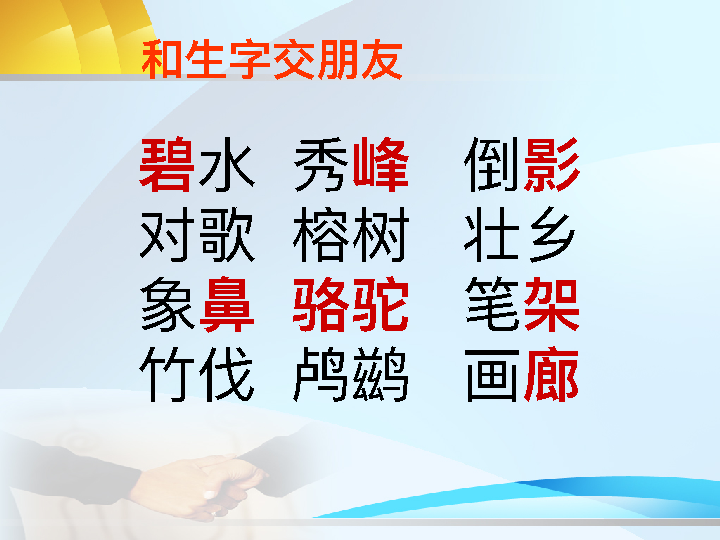 和生字交朋友
碧水 秀峰 倒影
对歌 榕树 壮乡
象鼻 骆驼 笔架
竹伐 鸬鹚 画廊